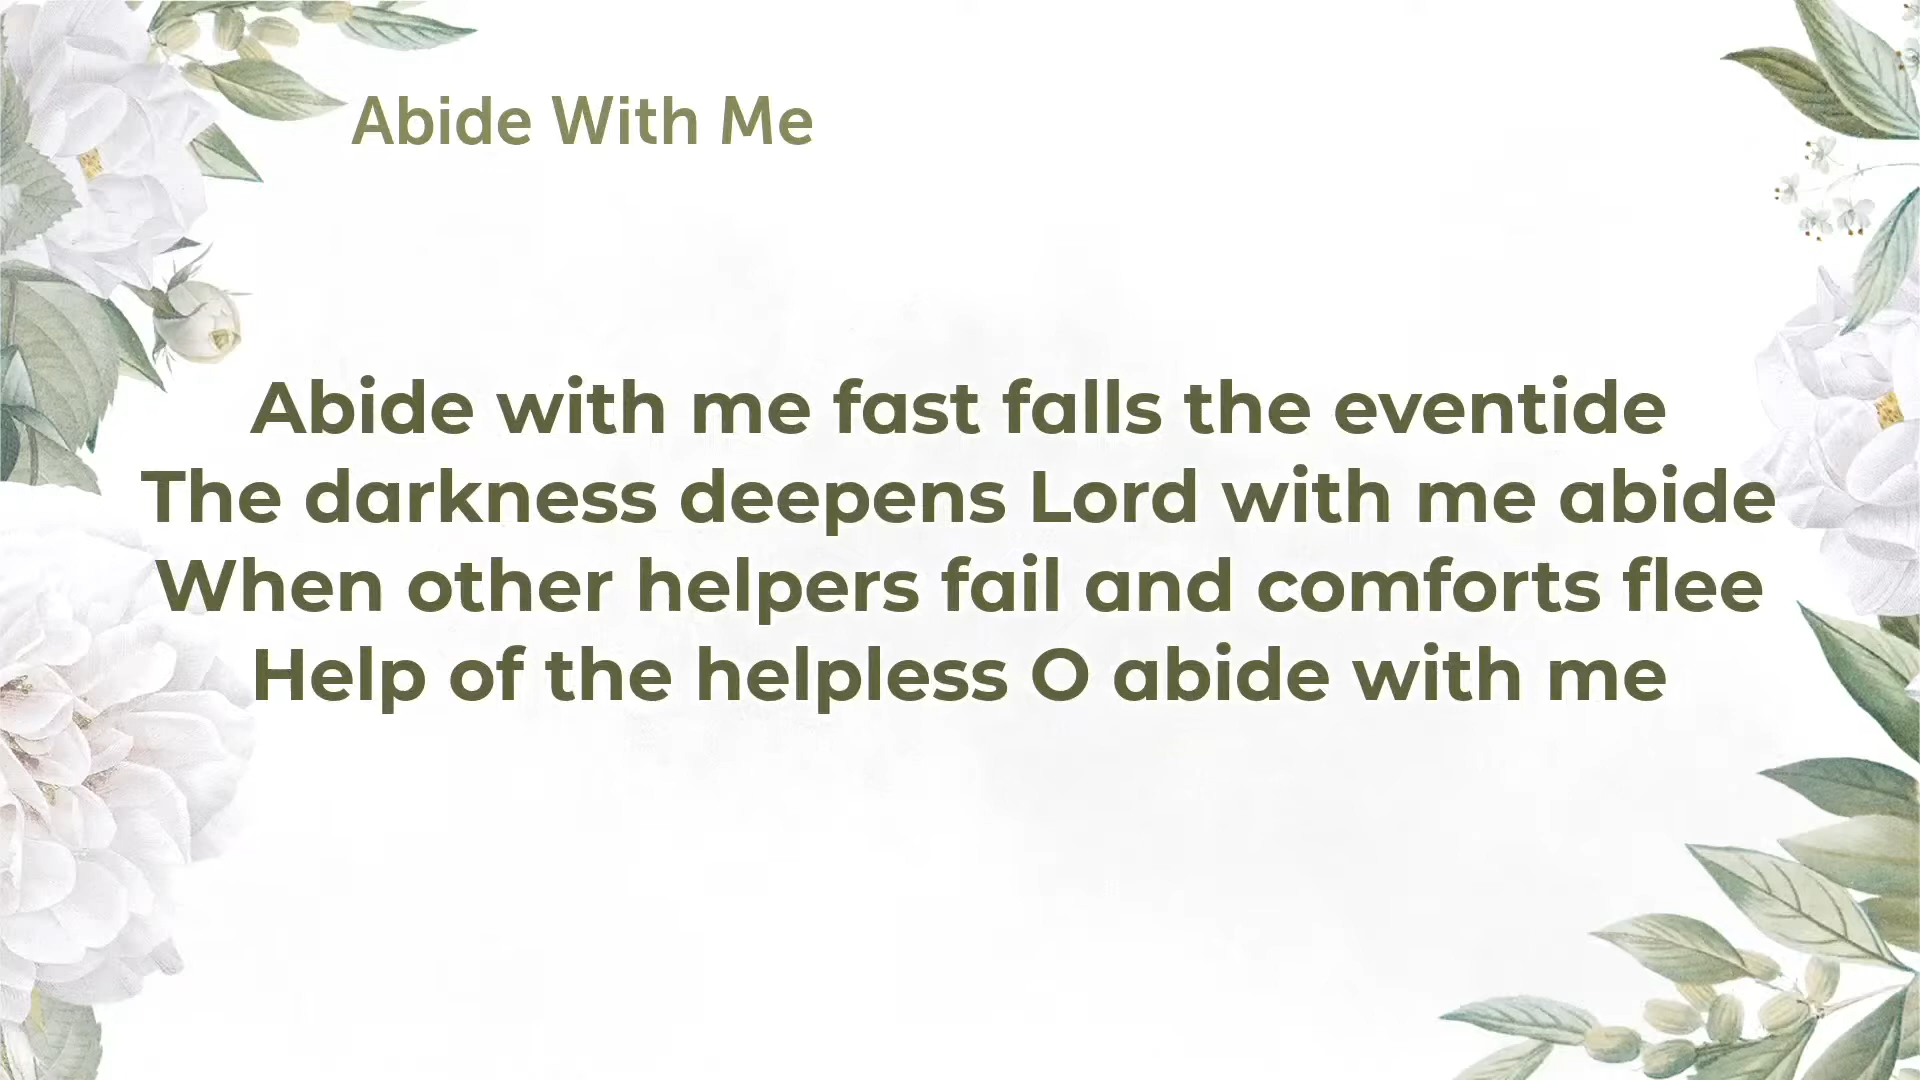 Abide With Me
Abide with me fast falls the eventide
The darkness deepens Lord with me abide
When other helpers fail and comforts flee
Help of the helpless O abide with me